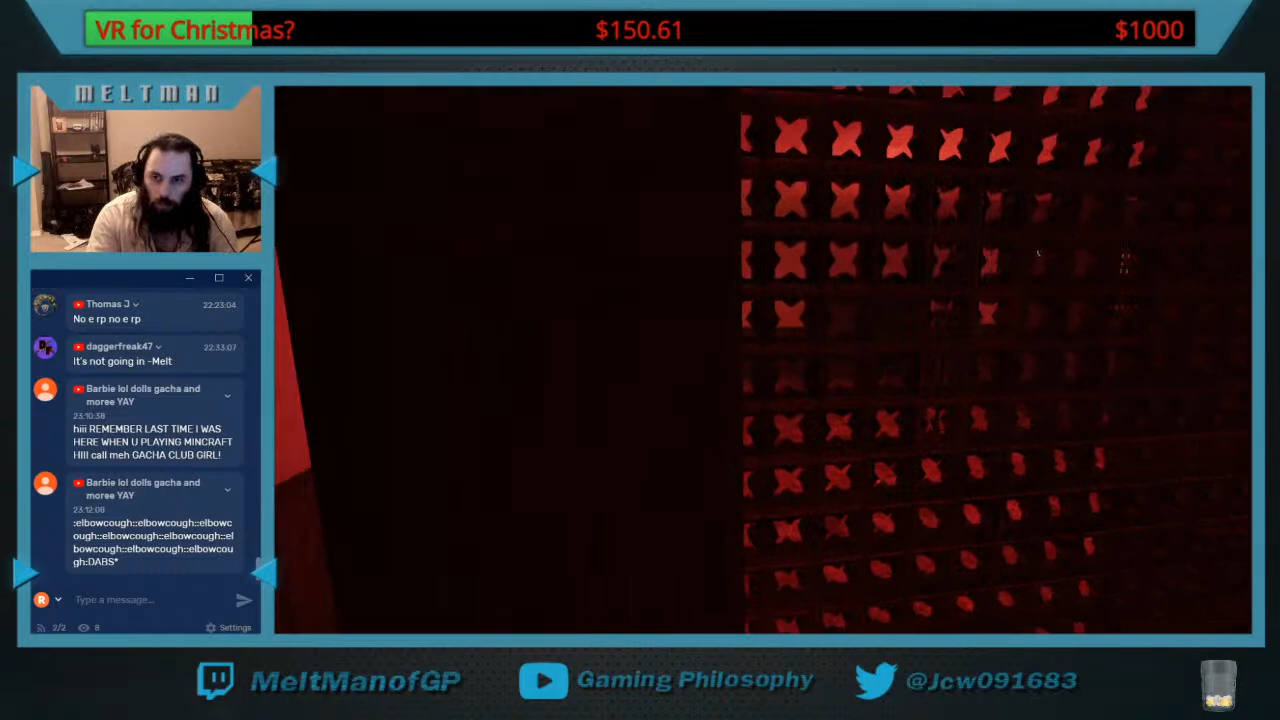 VR for Christmas? $150.61 $1000
MELTMAN
Thomas J 22:23:04
No e rp no e rp
daggerfreak47 22:33:07
It's not going in -Melt
Barbie lol dolls gacha and
moree YAY
23:10:38
hiii REMEMBER LAST TIME I WAS
HERE WHEN U PLAYING MINCRAFT
HIII call meh GACHA CLUB GIRL!
Barbie lol dolls gacha and
moree YAY
23:12:08
:elbowcough::elbowcough::elbowc
ough::elbowcough::elbowcough::el
bowcough::elbowcough::elbowcou
gh:DABS*
R Type a message...
2/2 8 Settings
MeltManofGP Gaming Philosophy @Jcw091683